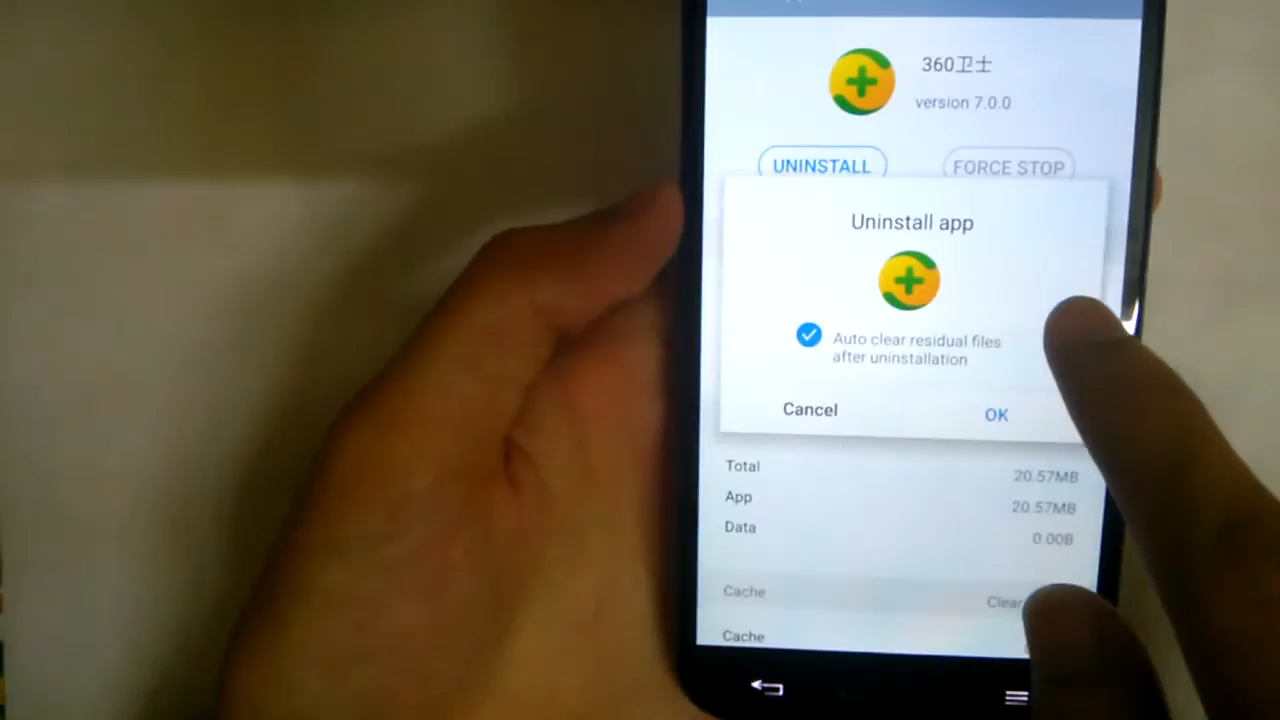 360卫士
version 7.0.0
UNINSTALL
FORCE STOP
Uninstall app
Auto clear residual files
after uninstallation
Cancel
OK
Total
20.57MB
App
20.57MB
Data
0.00B
Cache
Clear
Cache